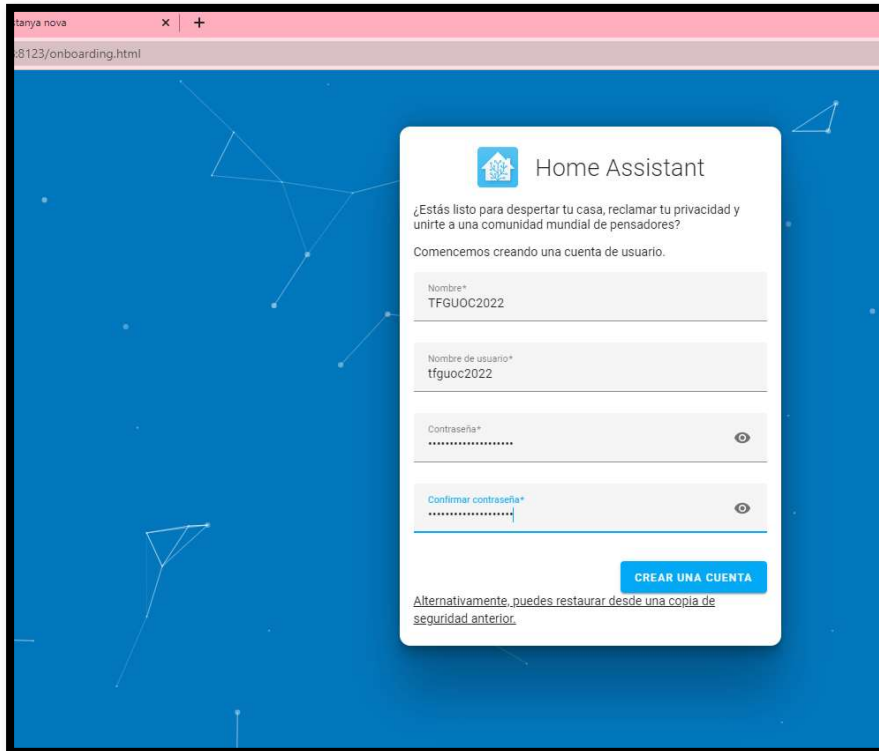 stanya nova
:8123/onboarding.html
Home Assistant
¿Estás listo para despertar tu casa, reclamar tu privacidad y
unirte a una comunidad mundial de pensadores?
Comencemos creando una cuenta de usuario.
Nombre*
TFGUOC2022
Nombre de usuario*
tfguoc2022
Contraseña*
••••••••••••••••••••
Confirmar contraseña*
••••••••••••••••••••
CREAR UNA CUENTA
Alternativamente, puedes restaurar desde una copia de
seguridad anterior.